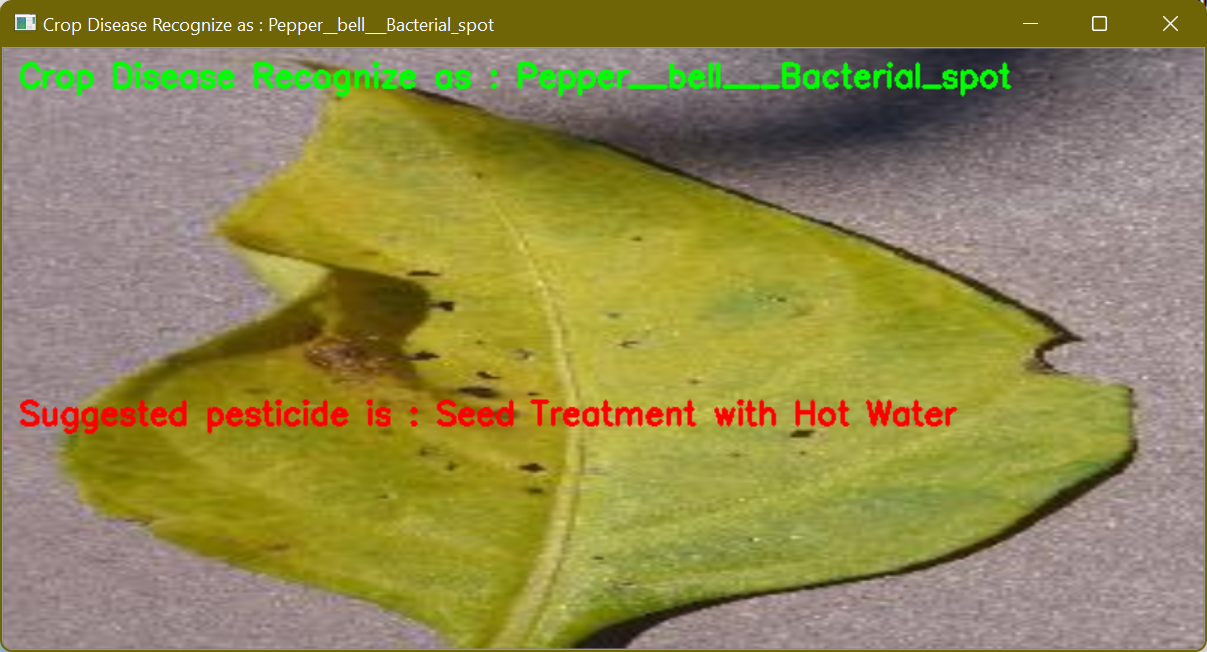 Crop Disease Recognize as : Pepper__bell___Bacterial_spot
Crop Disease Recognize as : Pepper__bell___Bacterial_spot
Suggested pesticide is : Seed Treatment with Hot Water